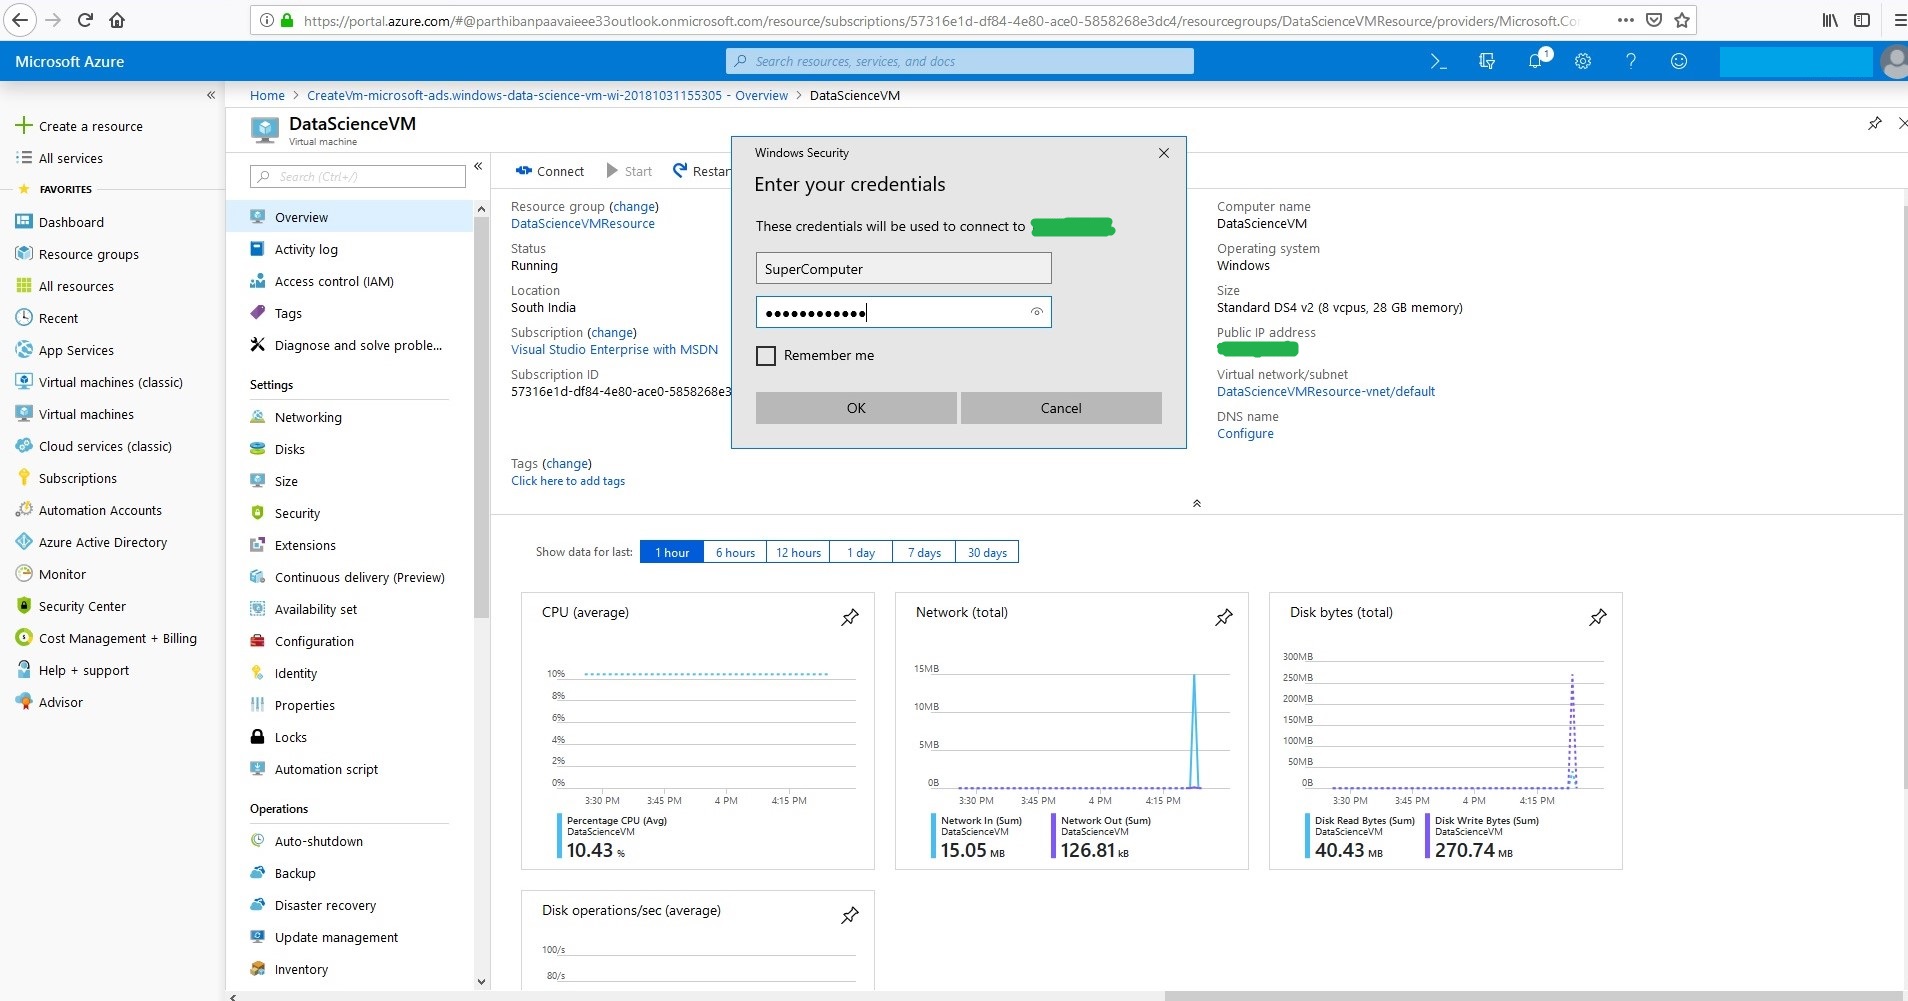 https://portal.azure.com/#@parthibanpaavaieee33outlook.onmicrosoft.com/resource/subscriptions/57316e1d-df84-4e80-ace0-5858268e3dc4/resourcegroups/DataScienceVMResource/providers/Microsoft.Co
Microsoft Azure
Search resources, services, and docs
1
Home > CreateVm-microsoft-ads.windows-data-science-vm-wi-20181031155305 - Overview > DataScienceVM
Create a resource
All services
FAVORITES
Dashboard
Resource groups
All resources
Recent
App Services
Virtual machines (classic)
Virtual machines
Cloud services (classic)
Subscriptions
Automation Accounts
Azure Active Directory
Monitor
Security Center
Cost Management + Billing
Help + support
Advisor
DataScienceVM
Virtual machine
Search (Ctrl+/)
Overview
Activity log
Access control (IAM)
Tags
Diagnose and solve proble...
Settings
Networking
Disks
Size
Security
Extensions
Continuous delivery (Preview)
Availability set
Configuration
Identity
Properties
Locks
Automation script
Operations
Auto-shutdown
Backup
Disaster recovery
Update management
Inventory
Connect Start Restar
Resource group (change)
DataScienceVMResource
Status
Running
Location
South India
Subscription (change)
Visual Studio Enterprise with MSDN
Subscription ID
57316e1d-df84-4e80-ace0-5858268e3
Tags (change)
Click here to add tags
Windows Security
Enter your credentials
These credentials will be used to connect to
SuperComputer
●●●●●●●●●●●●
Remember me
OK Cancel
Computer name
DataScienceVM
Operating system
Windows
Size
Standard DS4 v2 (8 vcpus, 28 GB memory)
Public IP address
Virtual network/subnet
DataScienceVMResource-vnet/default
DNS name
Configure
Show data for last: 1 hour 6 hours 12 hours 1 day 7 days 30 days
CPU (average)
10%
8%
6%
4%
2%
0%
3:30 PM 3:45 PM 4 PM 4:15 PM
Percentage CPU (Avg)
DataScienceVM
10.43 %
Network (total)
15MB
10MB
5MB
0B
3:30 PM 3:45 PM 4 PM 4:15 PM
Network In (Sum) Network Out (Sum)
DataScienceVM DataScienceVM
15.05 MB 126.81 kB
Disk bytes (total)
300MB
250MB
200MB
150MB
100MB
50MB
0B
3:30 PM 3:45 PM 4 PM 4:15 PM
Disk Read Bytes (Sum) Disk Write Bytes (Sum)
DataScienceVM DataScienceVM
40.43 MB 270.74 MB
Disk operations/sec (average)
100/s
80/s